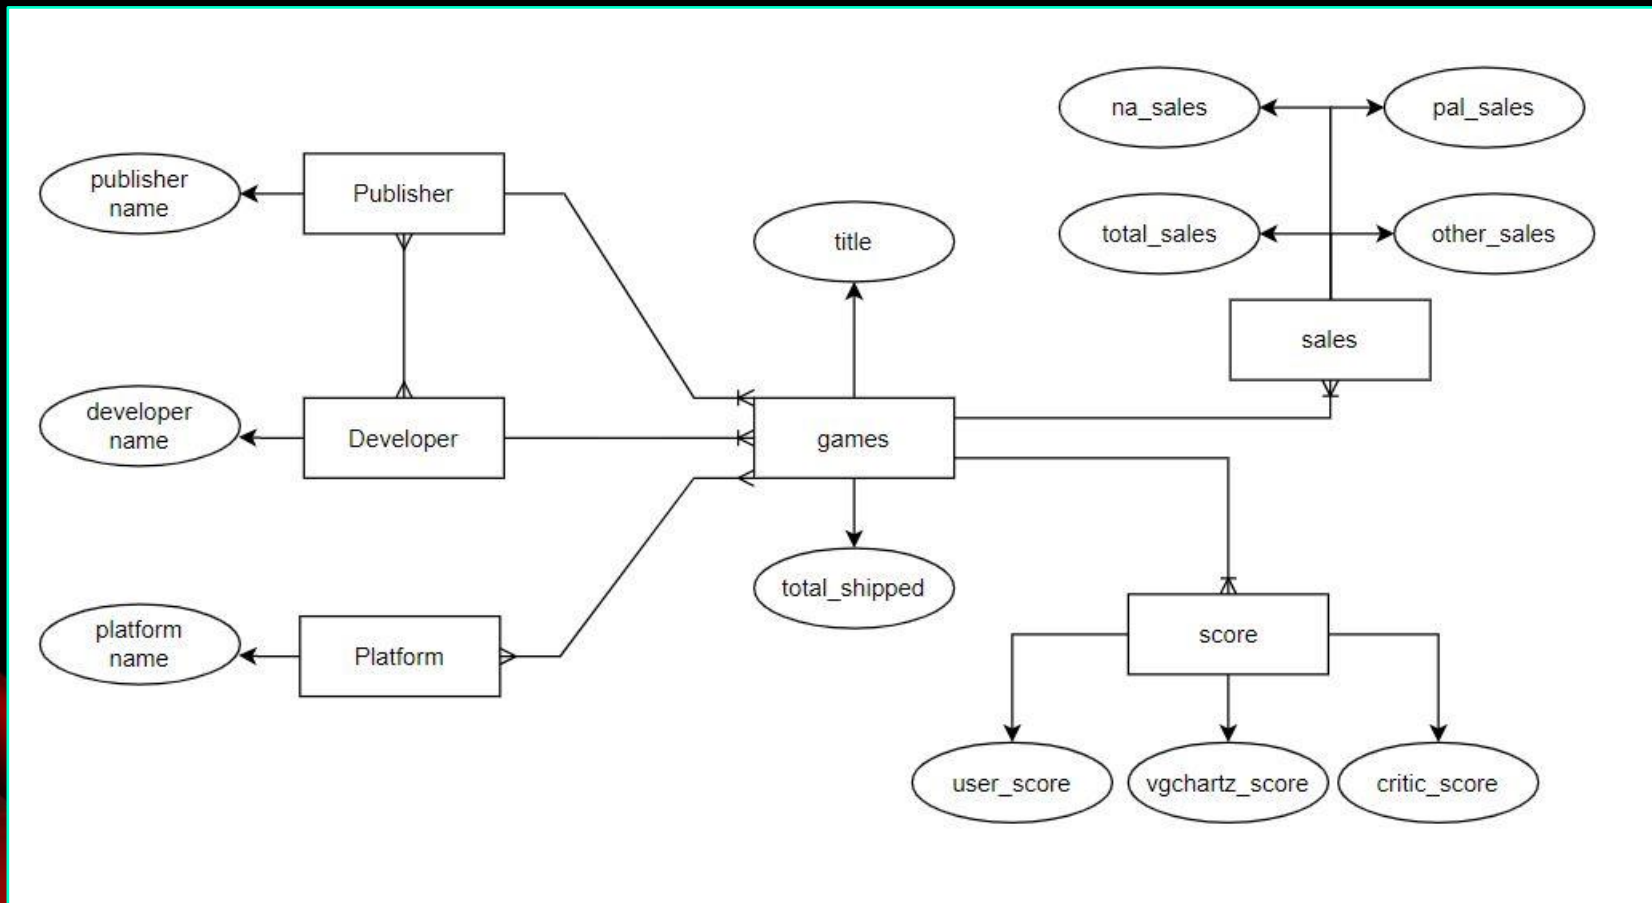 na_sales
pal_sales
publisher
name
Publisher
title
total_sales
other_sales
sales
developer
name
Developer
games
total_shipped
platform
name
Platform
score
user_score
vgchartz_score
critic_score